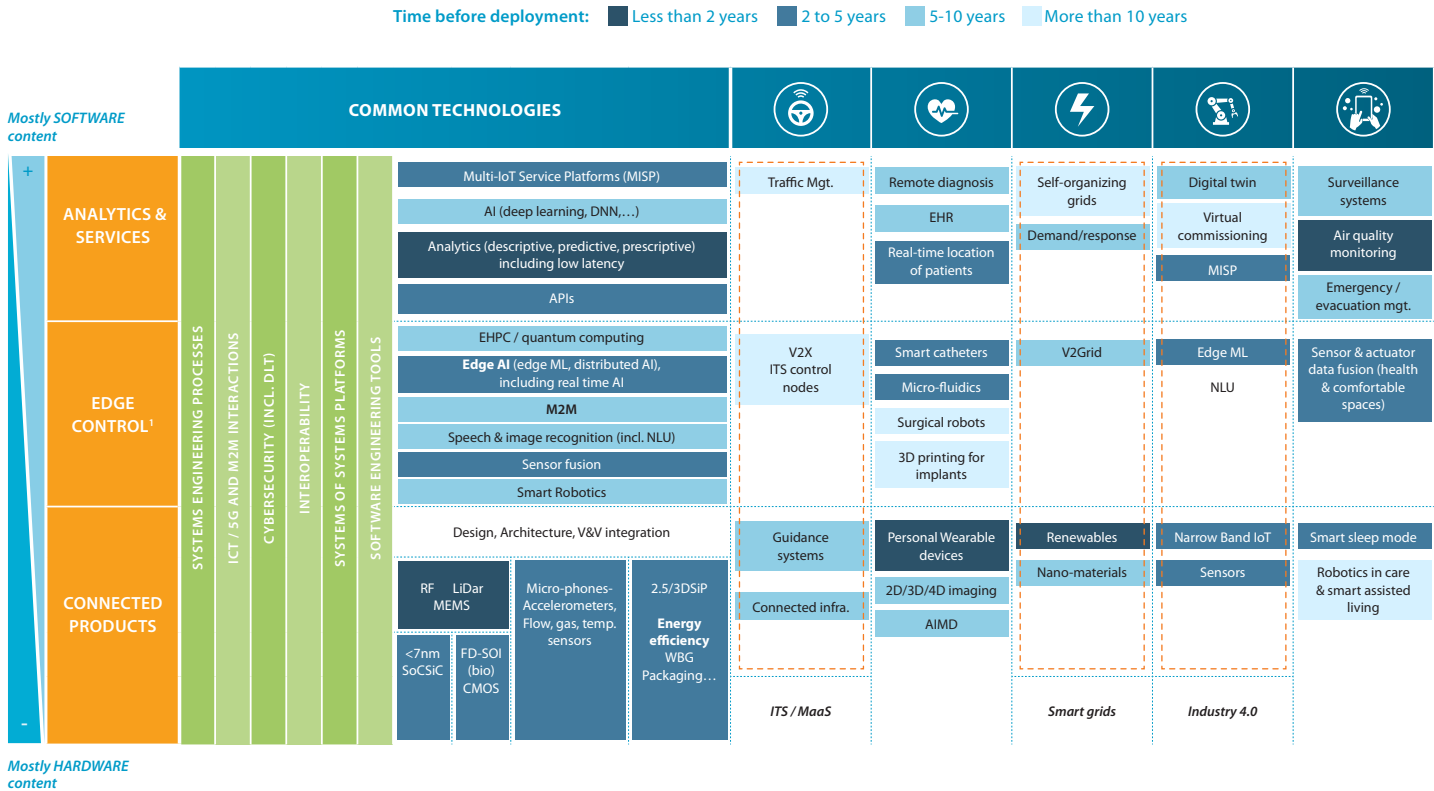 Time before deployment: Less than 2 years 2 to 5 years 5-10 years More than 10 years
Mostly SOFTWARE
content
COMMON TECHNOLOGIES
+
-
Mostly HARDWARE
content
ANALYTICS &
SERVICES
EDGE
CONTROL¹
CONNECTED
PRODUCTS
SYSTEMS ENGINEERING PROCESSES
ICT / 5G AND M2M INTERACTIONS
CYBERSECURITY (INCL. DLT)
INTEROPERABILITY
SYSTEMS OF SYSTEMS PLATFORMS
SOFTWARE ENGINEERING TOOLS
Multi-IoT Service Platforms (MISP)
AI (deep learning, DNN,…)
Analytics (descriptive, predictive, prescriptive)
including low latency
APIs
EHPC / quantum computing
Edge AI (edge ML, distributed AI),
including real time AI
M2M
Speech & image recognition (incl. NLU)
Sensor fusion
Smart Robotics
Design, Architecture, V&V integration
RF LiDar
MEMS
<7nm
SoCSiC
FD-SOI
(bio)
CMOS
Micro-phones-
Accelerometers,
Flow, gas, temp.
sensors
2.5/3DSiP
Energy
efficiency
WBG
Packaging…
Traffic Mgt.
V2X
ITS control
nodes
Guidance
systems
Connected infra.
ITS / MaaS
Remote diagnosis
EHR
Real-time location
of patients
Smart catheters
Micro-fluidics
Surgical robots
3D printing for
implants
Personal Wearable
devices
2D/3D/4D imaging
AIMD
Self-organizing
grids
Demand/response
V2Grid
Renewables
Nano-materials
Smart grids
Digital twin
Virtual
commissioning
MISP
Edge ML
NLU
Narrow Band IoT
Sensors
Industry 4.0
Surveillance
systems
Air quality
monitoring
Emergency /
evacuation mgt.
Sensor & actuator
data fusion (health
& comfortable
spaces)
Smart sleep mode
Robotics in care
& smart assisted
living